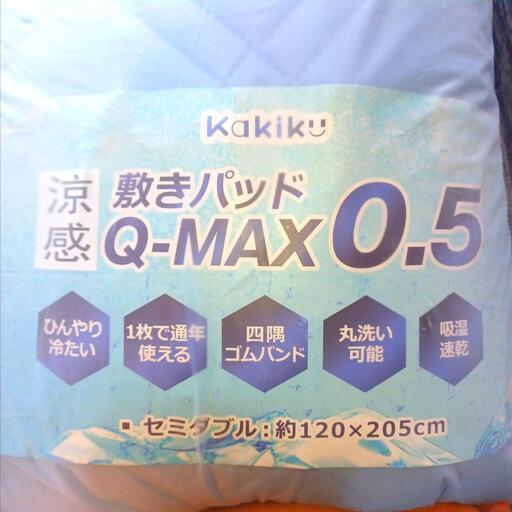 Kakiku
涼感
敷きパッド
Q-MAX 0.5
ひんやり
冷たい
1枚で通年
使える
四隅
ゴムバンド
丸洗い
可能
吸湿
速乾
▪ セミダブル：約120×205cm